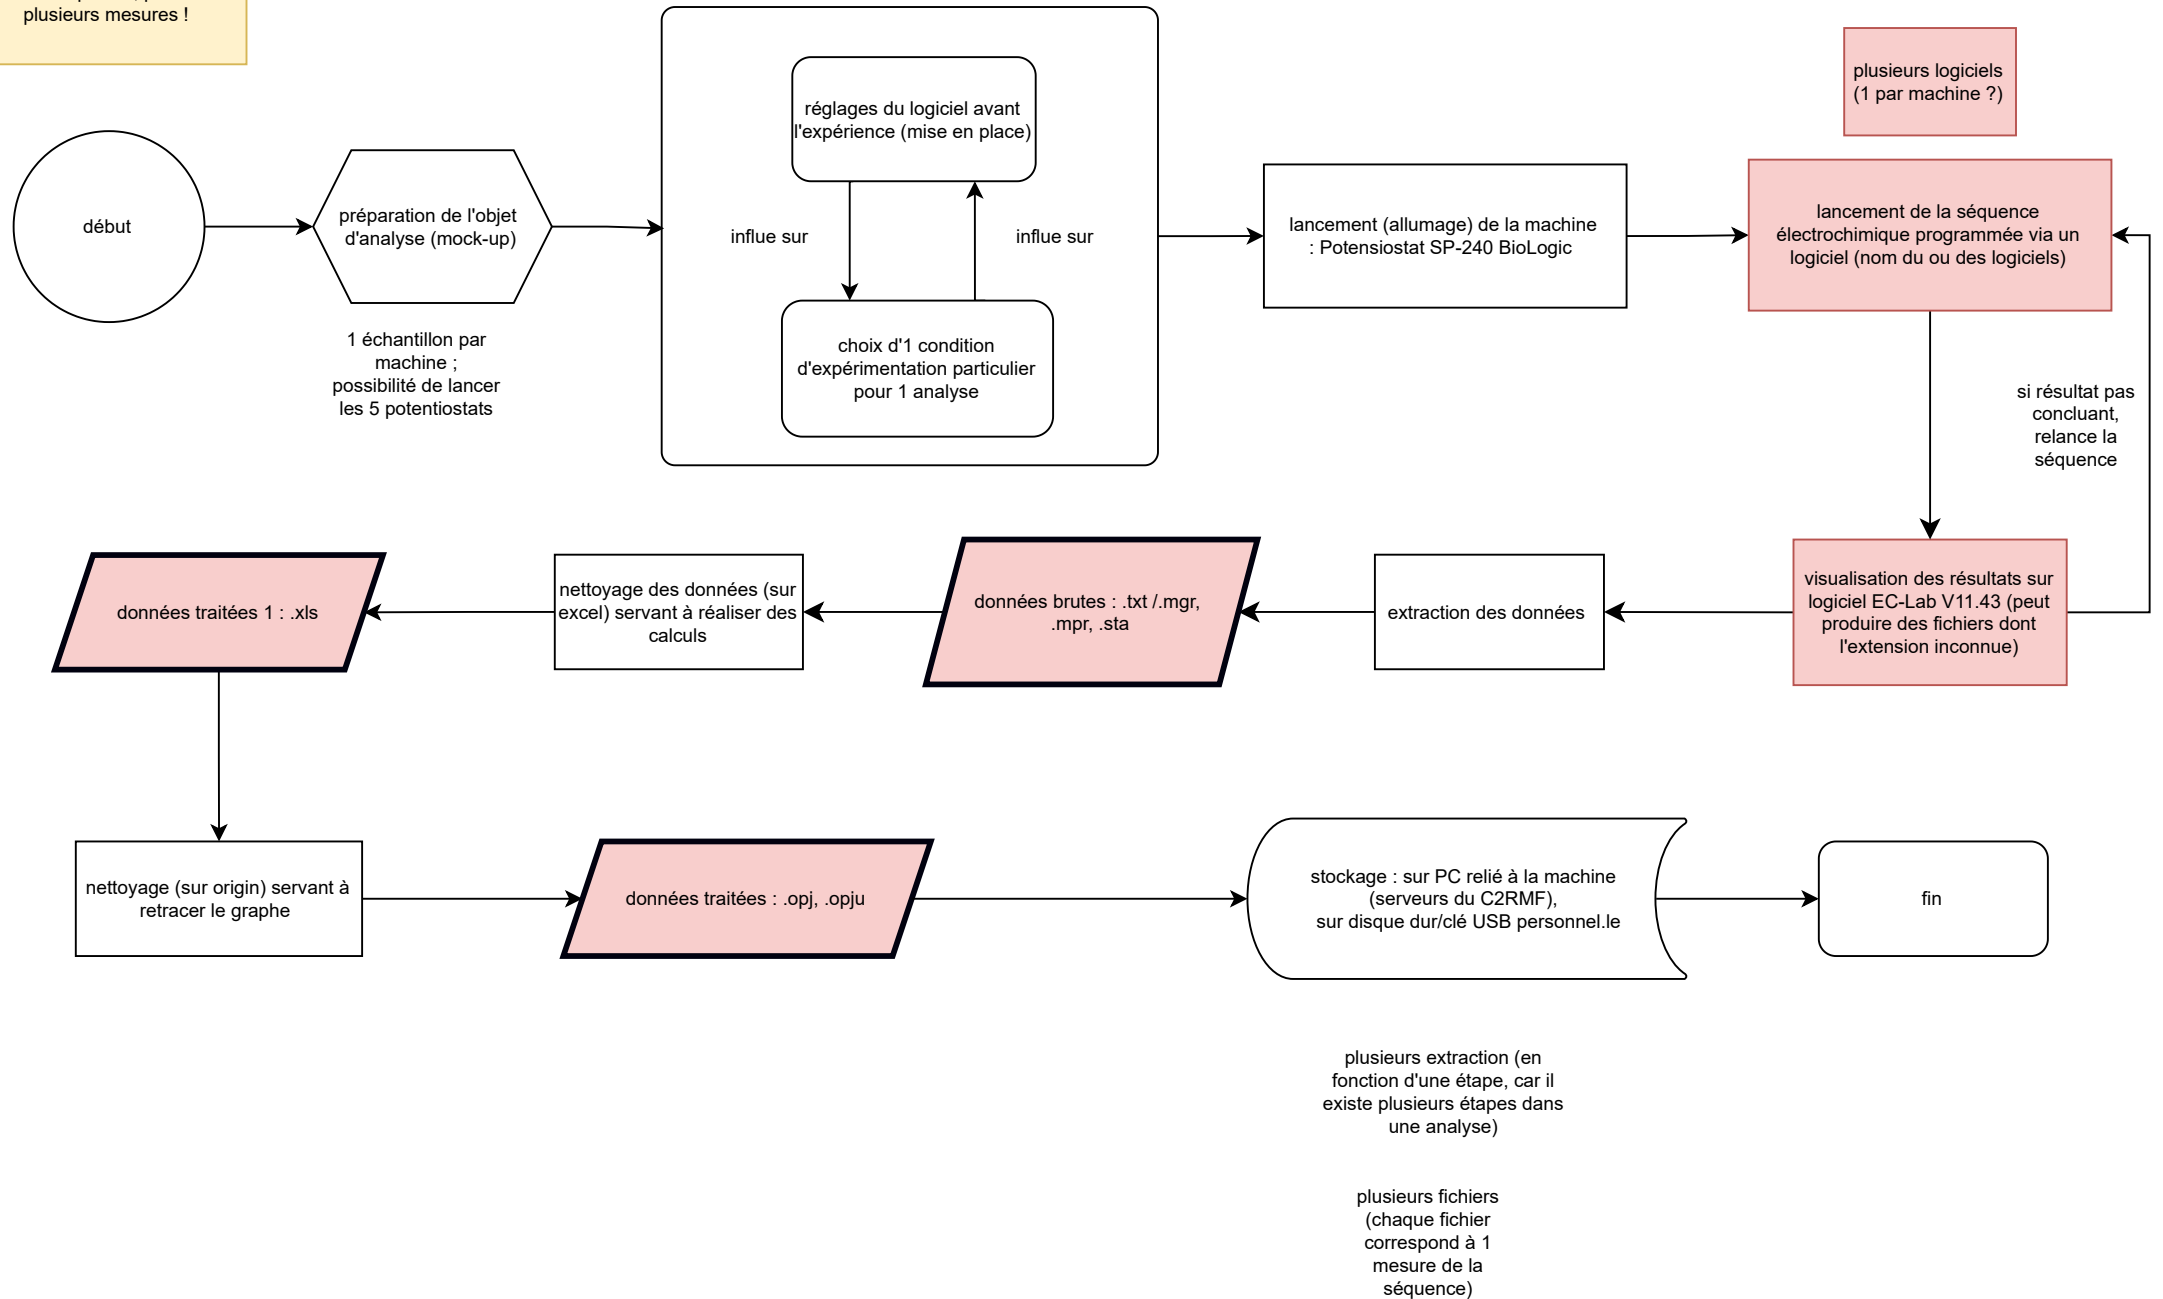 plusieurs mesures !
réglages du logiciel avant
l'expérience (mise en place)
plusieurs logiciels
(1 par machine ?)
début
préparation de l'objet
d'analyse (mock-up)
influe sur
influe sur
lancement (allumage) de la machine
: Potensiostat SP-240 BioLogic
lancement de la séquence
électrochimique programmée via un
logiciel (nom du ou des logiciels)
1 échantillon par
machine ;
possibilité de lancer
les 5 potentiostats
choix d'1 condition
d'expérimentation particulier
pour 1 analyse
si résultat pas
concluant,
relance la
séquence
visualisation des résultats sur
logiciel EC-Lab V11.43 (peut
produire des fichiers dont
l'extension inconnue)
extraction des données
données brutes : .txt /.mgr,
.mpr, .sta
nettoyage des données (sur
excel) servant à réaliser des
calculs
données traitées 1 : .xls
nettoyage (sur origin) servant à
retracer le graphe
données traitées : .opj, .opju
stockage : sur PC relié à la machine
(serveurs du C2RMF),
sur disque dur/clé USB personnel.le
fin
plusieurs extraction (en
fonction d'une étape, car il
existe plusieurs étapes dans
une analyse)
plusieurs fichiers
(chaque fichier
correspond à 1
mesure de la
séquence)